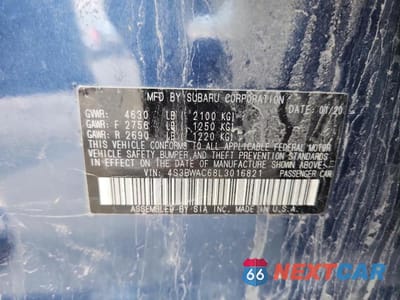 MFD BY SUBARU CORPORATION 01/20
GVWR: 4630 LB ( 2100 KG)
GAWR: F 2756 LB ( 1250 KG)
GAWR: R 2690 LB ( 1220 KG)
THIS VEHICLE CONFORMS TO ALL APPLICABLE
FEDERAL MOTOR VEHICLE SAFETY, BUMPER,
AND THEFT PREVENTION STANDARDS IN EFFECT
ON THE DATE OF MANUFACTURE SHOWN ABOVE.
VIN: 4S3BWAC68L3016821 PASSENGER CAR
ASSEMBLED BY SIA INC. MADE IN U.S.A.
66 NEXTCAR